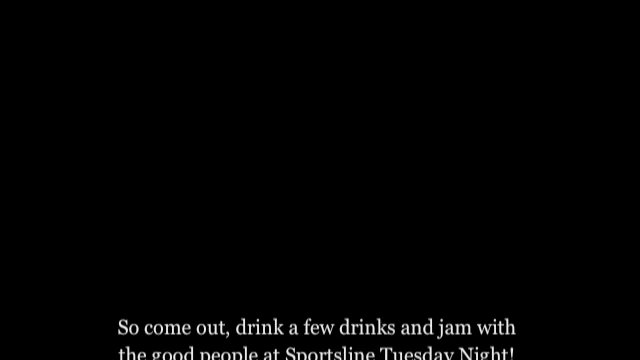 So come out, drink a few drinks and jam with
the good people at Sportsline Tuesday Night!